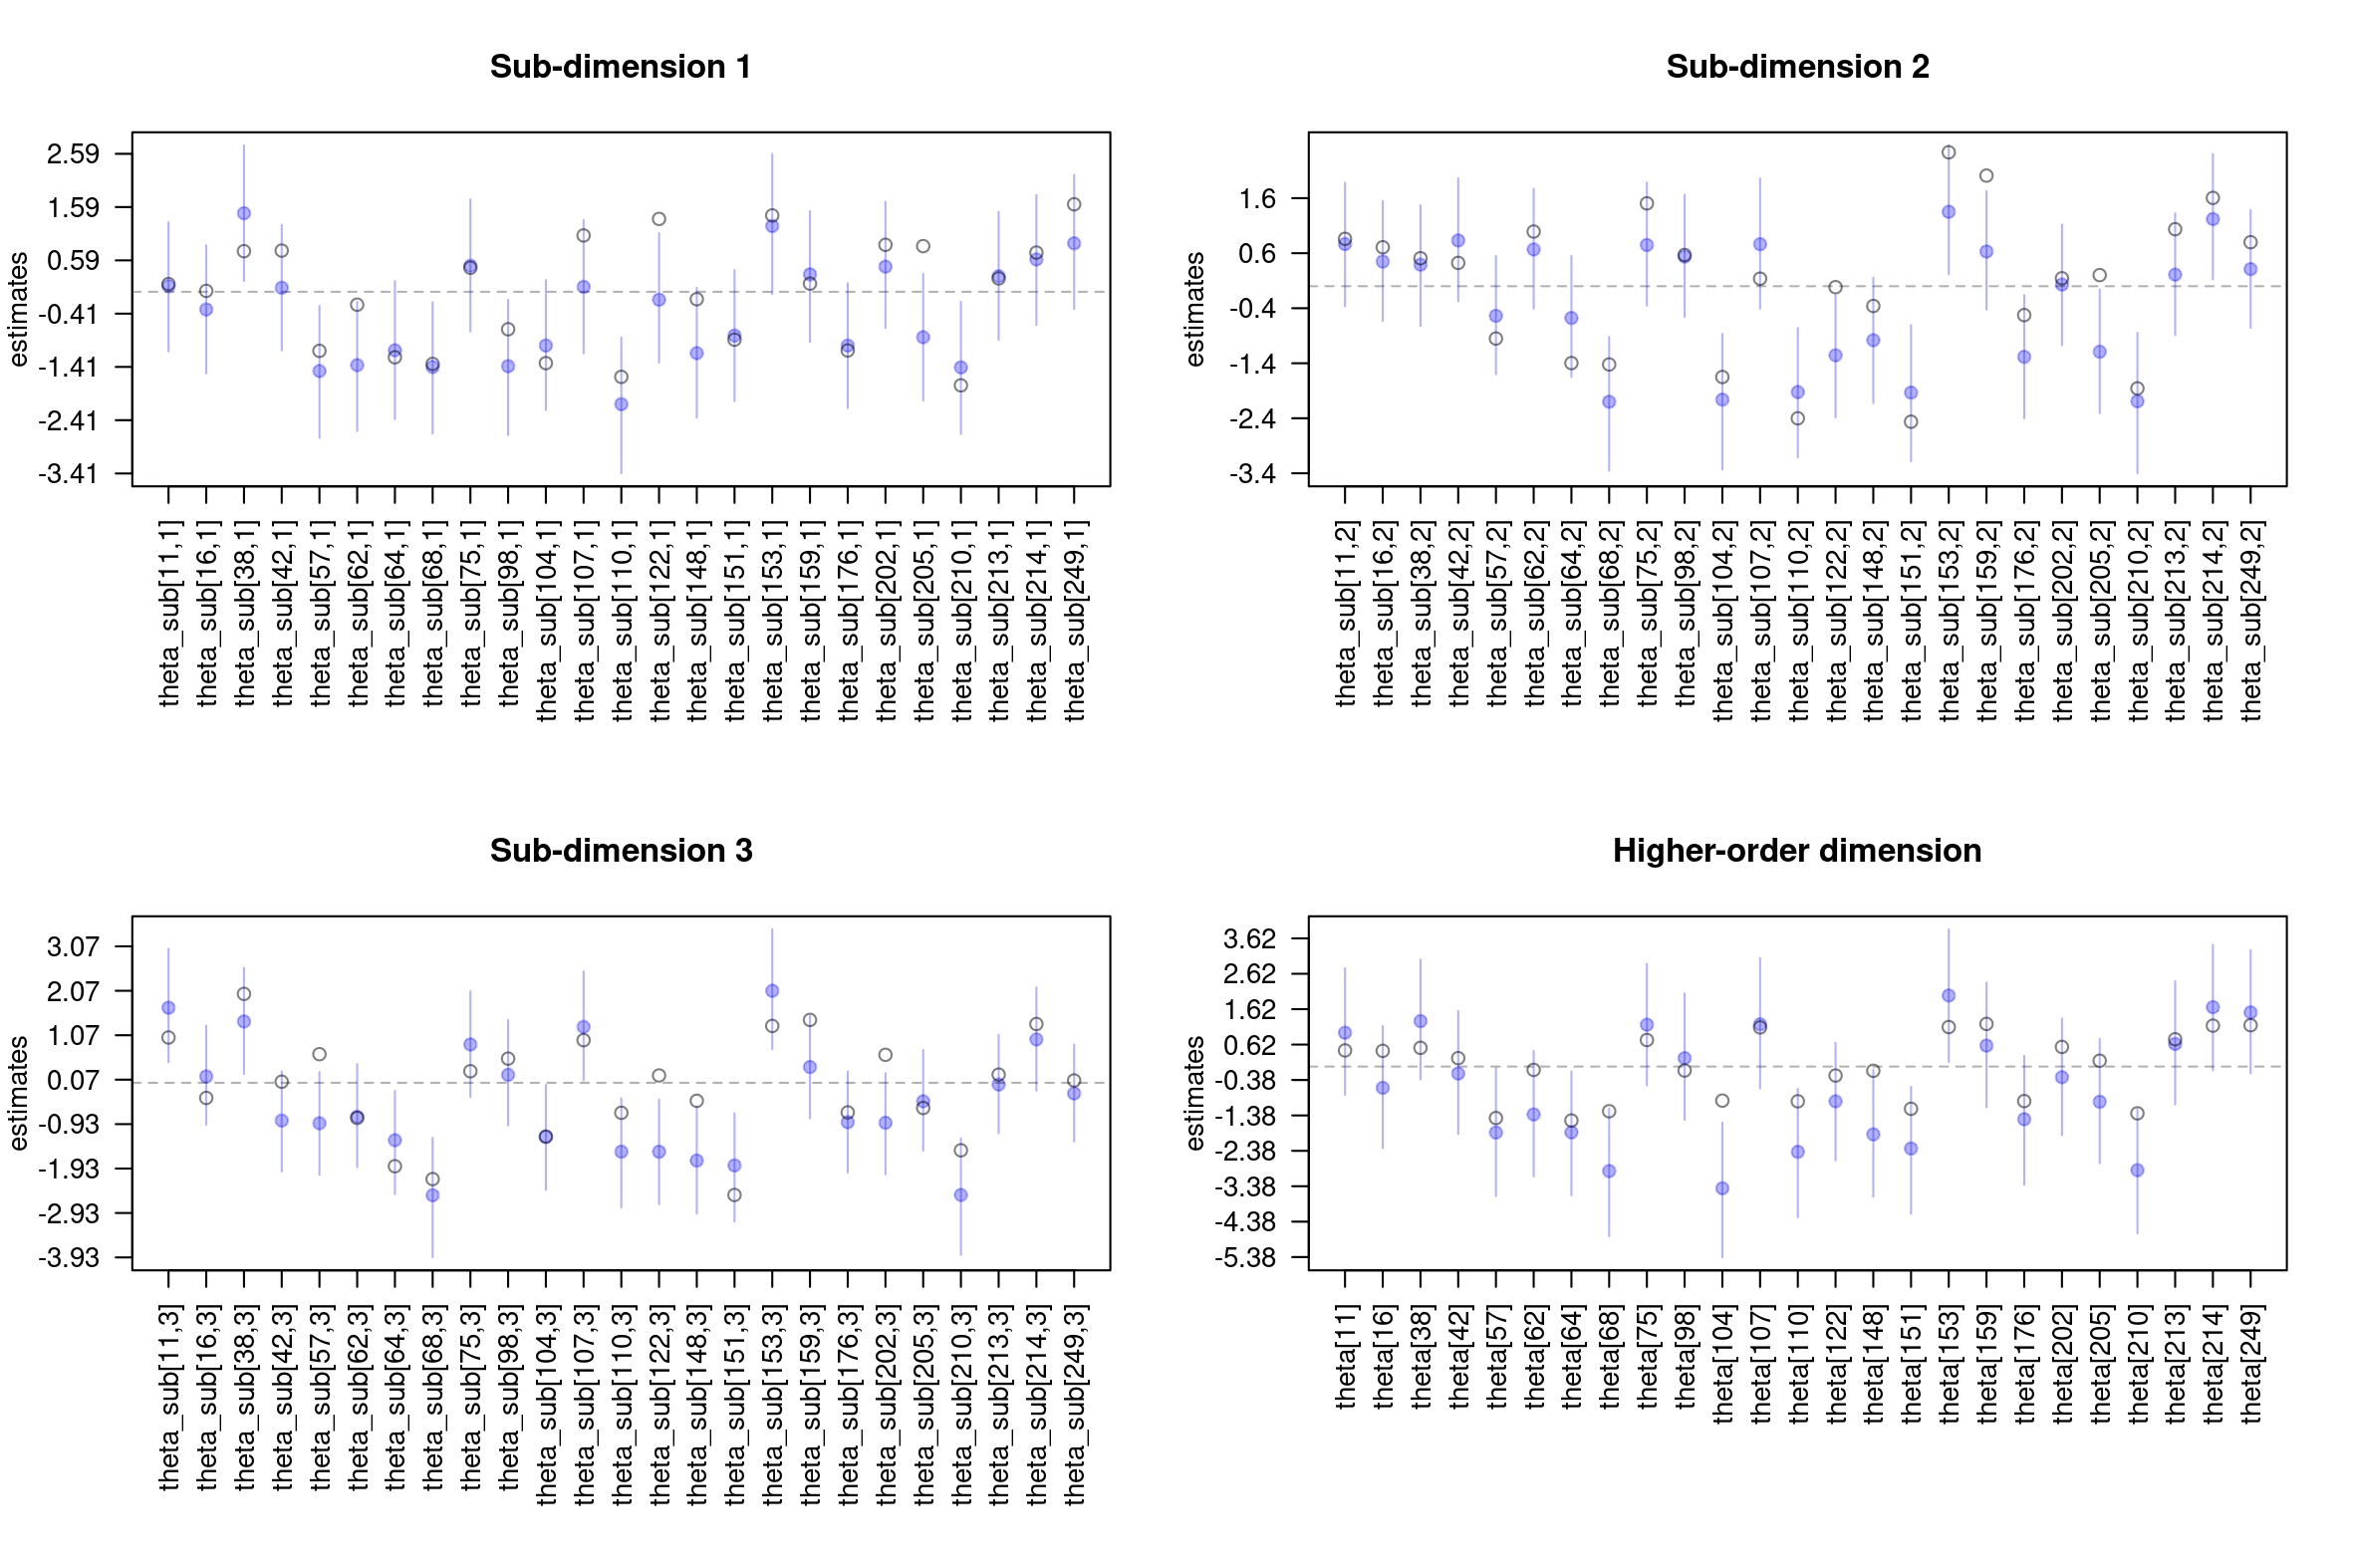 Sub-dimension 1
estimates
2.59
1.59
0.59
-0.41
-1.41
-2.41
-3.41
theta_sub[11,1]
theta_sub[16,1]
theta_sub[38,1]
theta_sub[42,1]
theta_sub[57,1]
theta_sub[62,1]
theta_sub[64,1]
theta_sub[68,1]
theta_sub[75,1]
theta_sub[98,1]
theta_sub[104,1]
theta_sub[107,1]
theta_sub[110,1]
theta_sub[122,1]
theta_sub[148,1]
theta_sub[151,1]
theta_sub[153,1]
theta_sub[159,1]
theta_sub[176,1]
theta_sub[202,1]
theta_sub[205,1]
theta_sub[210,1]
theta_sub[213,1]
theta_sub[214,1]
theta_sub[249,1]
Sub-dimension 2
estimates
1.6
0.6
-0.4
-1.4
-2.4
-3.4
theta_sub[11,2]
theta_sub[16,2]
theta_sub[38,2]
theta_sub[42,2]
theta_sub[57,2]
theta_sub[62,2]
theta_sub[64,2]
theta_sub[68,2]
theta_sub[75,2]
theta_sub[98,2]
theta_sub[104,2]
theta_sub[107,2]
theta_sub[110,2]
theta_sub[122,2]
theta_sub[148,2]
theta_sub[151,2]
theta_sub[153,2]
theta_sub[159,2]
theta_sub[176,2]
theta_sub[202,2]
theta_sub[205,2]
theta_sub[210,2]
theta_sub[213,2]
theta_sub[214,2]
theta_sub[249,2]
Sub-dimension 3
estimates
3.07
2.07
1.07
0.07
-0.93
-1.93
-2.93
-3.93
theta_sub[11,3]
theta_sub[16,3]
theta_sub[38,3]
theta_sub[42,3]
theta_sub[57,3]
theta_sub[62,3]
theta_sub[64,3]
theta_sub[68,3]
theta_sub[75,3]
theta_sub[98,3]
theta_sub[104,3]
theta_sub[107,3]
theta_sub[110,3]
theta_sub[122,3]
theta_sub[148,3]
theta_sub[151,3]
theta_sub[153,3]
theta_sub[159,3]
theta_sub[176,3]
theta_sub[202,3]
theta_sub[205,3]
theta_sub[210,3]
theta_sub[213,3]
theta_sub[214,3]
theta_sub[249,3]
Higher-order dimension
estimates
3.62
2.62
1.62
0.62
-0.38
-1.38
-2.38
-3.38
-4.38
-5.38
theta[11]
theta[16]
theta[38]
theta[42]
theta[57]
theta[62]
theta[64]
theta[68]
theta[75]
theta[98]
theta[104]
theta[107]
theta[110]
theta[122]
theta[148]
theta[151]
theta[153]
theta[159]
theta[176]
theta[202]
theta[205]
theta[210]
theta[213]
theta[214]
theta[249]